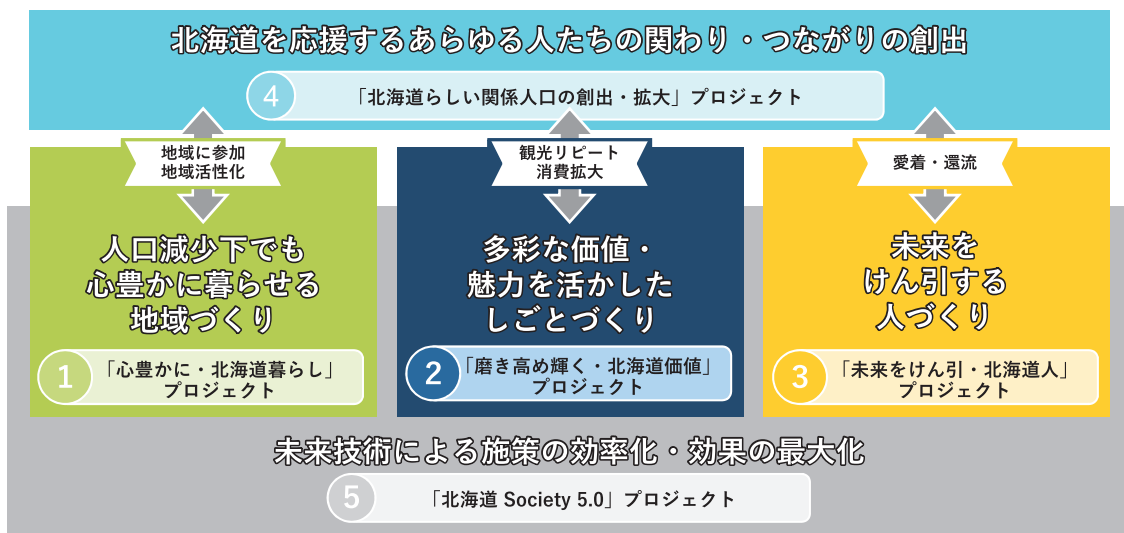 北海道を応援するあらゆる人たちの関わり・つながりの創出
4
「北海道らしい関係人口の創出・拡大」プロジェクト
地域に参加
地域活性化
人口減少下でも
心豊かに暮らせる
地域づくり
1
「心豊かに・北海道暮らし」
プロジェクト
観光リピート
消費拡大
多彩な価値・
魅力を活かした
しごとづくり
2
「磨き高め輝く・北海道価値」
プロジェクト
愛着・還流
未来を
けん引する
人づくり
3
「未来をけん引・北海道人」
プロジェクト
未来技術による施策の効率化・効果の最大化
5
「北海道 Society 5.0」プロジェクト